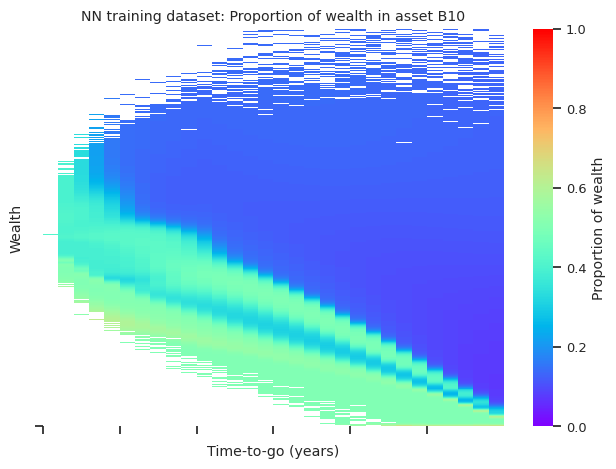 NN training dataset: Proportion of wealth in asset B10
1.0
0.8
0.6
0.4
0.2
0.0
Proportion of wealth
Wealth
Time-to-go (years)